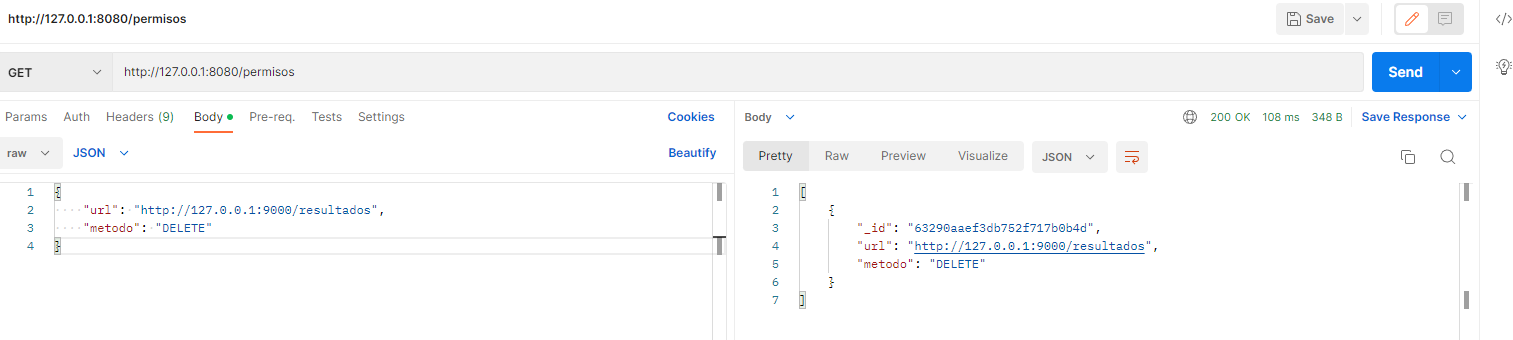 http://127.0.0.1:8080/permisos
Save
GET
http://127.0.0.1:8080/permisos
Send
Params Auth Headers (9) Body Pre-req. Tests Settings Cookies
raw JSON Beautify
1 {
2 "url": "http://127.0.0.1:9000/resultados",
3 "metodo": "DELETE"
4 }
Body 200 OK 108 ms 348 B Save Response
Pretty Raw Preview Visualize JSON
1 [
2 {
3 "_id": "63290aaef3db752f717b0b4d",
4 "url": "http://127.0.0.1:9000/resultados",
5 "metodo": "DELETE"
6 }
7 ]